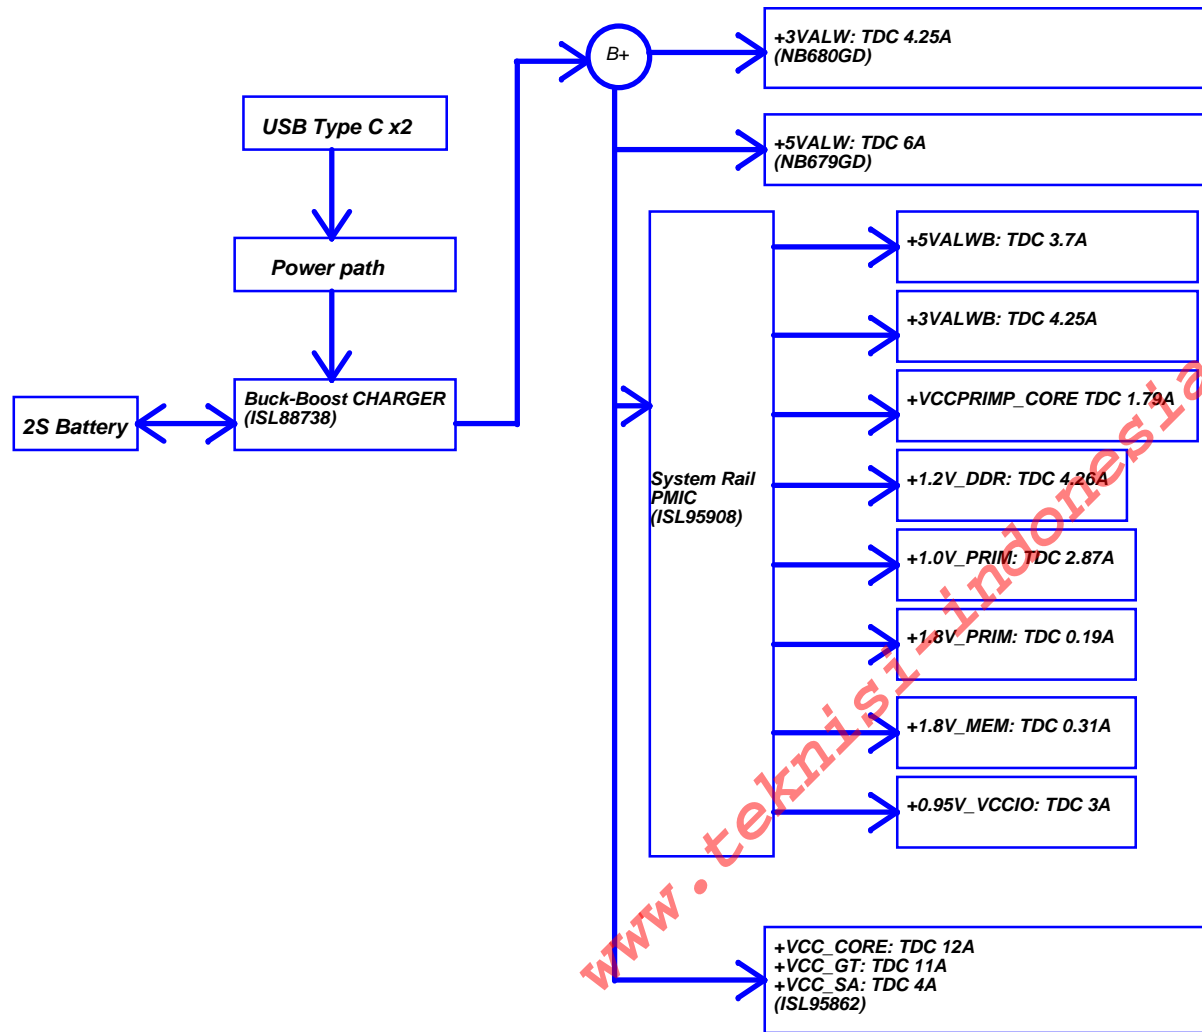 B+
+3VALW: TDC 4.25A
(NB680GD)
USB Type C x2
+5VALW: TDC 6A
(NB679GD)
Power path
+5VALWB: TDC 3.7A
+3VALWB: TDC 4.25A
Buck-Boost CHARGER
(ISL88738)
2S Battery
+VCCPRIMP_CORE TDC 1.79A
System Rail
PMIC
(ISL95908)
+1.2V_DDR: TDC 4.26A
+1.0V_PRIM: TDC 2.87A
+1.8V_PRIM: TDC 0.19A
+1.8V_MEM: TDC 0.31A
+0.95V_VCCIO: TDC 3A
+VCC_CORE: TDC 12A
+VCC_GT: TDC 11A
+VCC_SA: TDC 4A
(ISL95862)
www.teknisi-indonesia